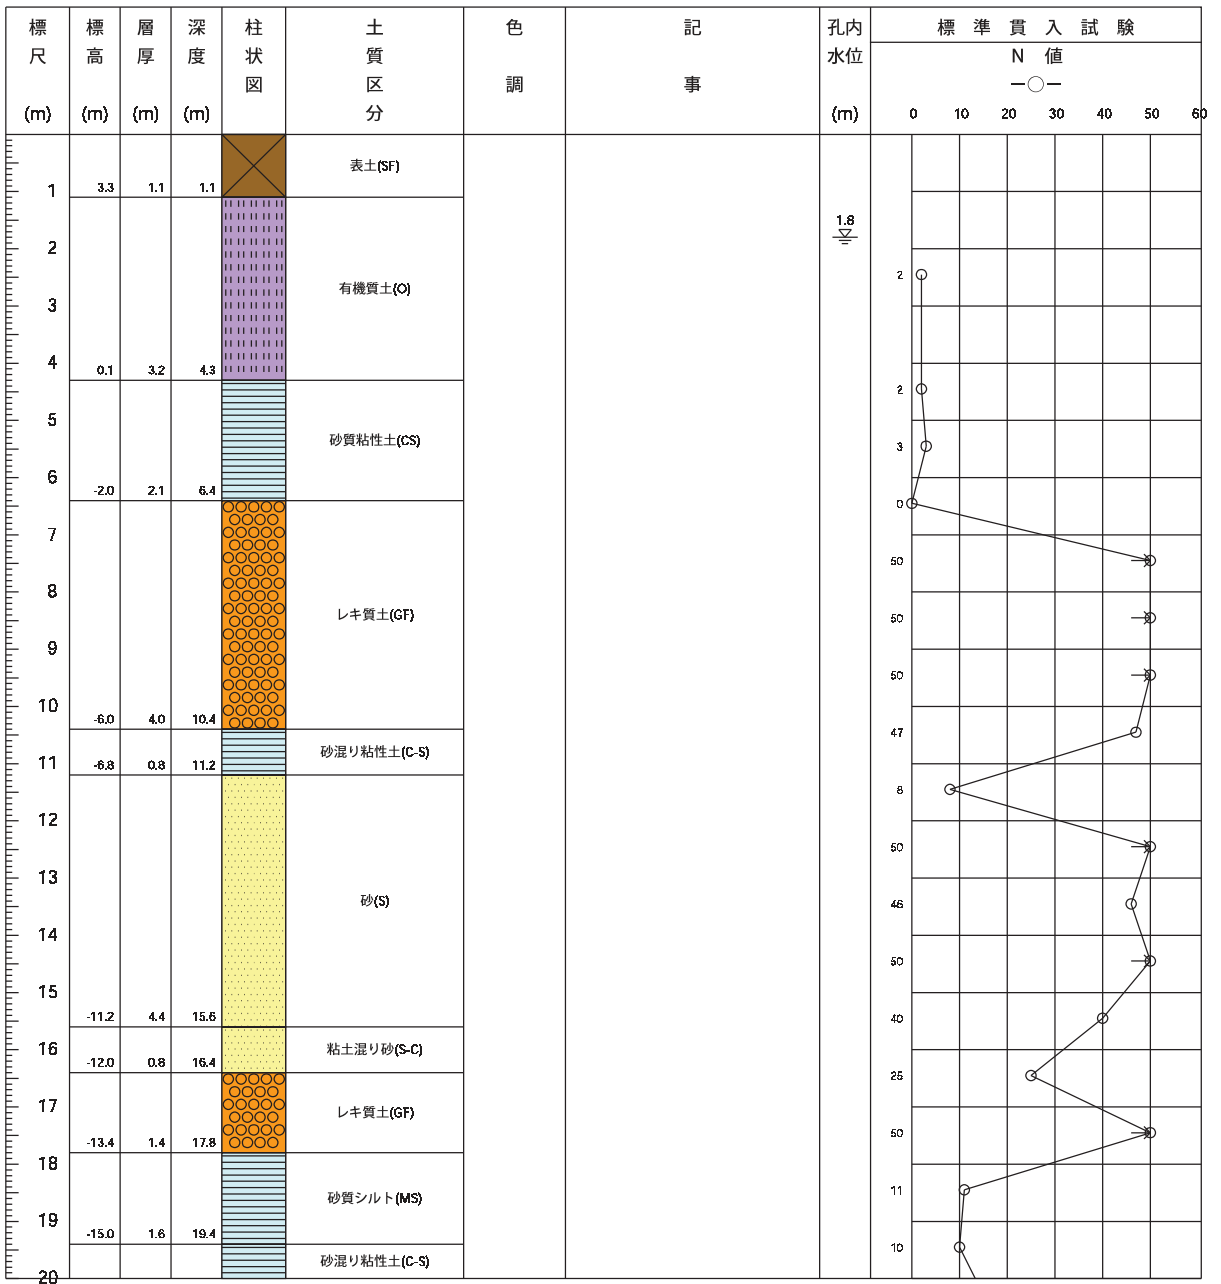 標尺(m) 標高(m) 層厚(m) 深度(m) 柱状図 土質区分 色調 記事 孔内水位(m) 標準貫入試験
N 値
0 10 20 30 40 50 60
表土(SF)
1 3.3 1.1 1.1
1.8
2
2
有機質土(O)
3
4 0.1 3.2 4.3
2
5
砂質粘性土(CS)
3
6 -2.0 2.1 6.4
0
7
50
8
レキ質土(GF)
50
9
50
10 -6.0 4.0 10.4
47
砂混り粘性土(C-S)
11 -6.8 0.8 11.2
8
12
50
13
砂(S)
46
14
50
15
-11.2 4.4 15.6
40
16 粘土混り砂(S-C)
-12.0 0.8 16.4
25
17 レキ質土(GF)
50
-13.4 1.4 17.8
18
11
砂質シルト(MS)
19 -15.0 1.6 19.4
10
砂混り粘性土(C-S)
20